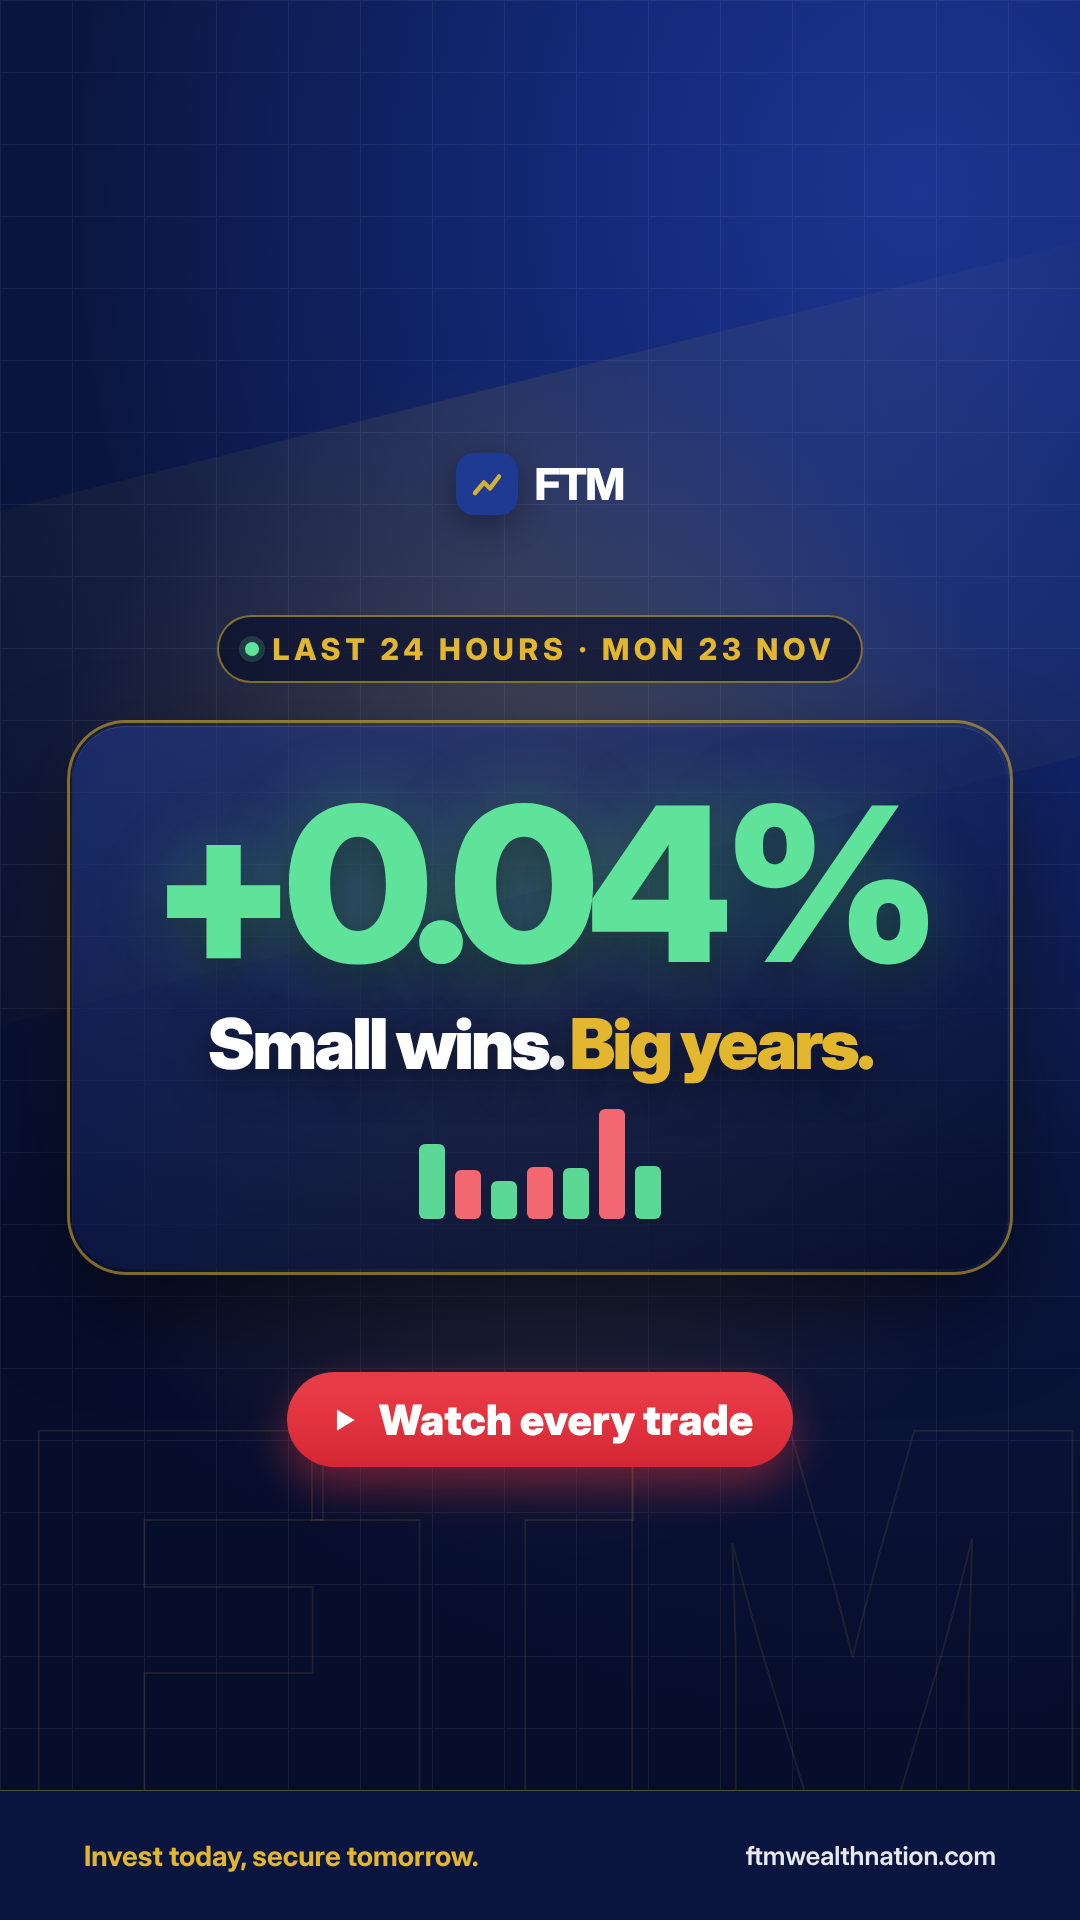 FTM
LAST 24 HOURS · MON 23 NOV
+0.04%
Small wins. Big years.
Watch every trade
FTM
Invest today, secure tomorrow.
ftmwealthnation.com